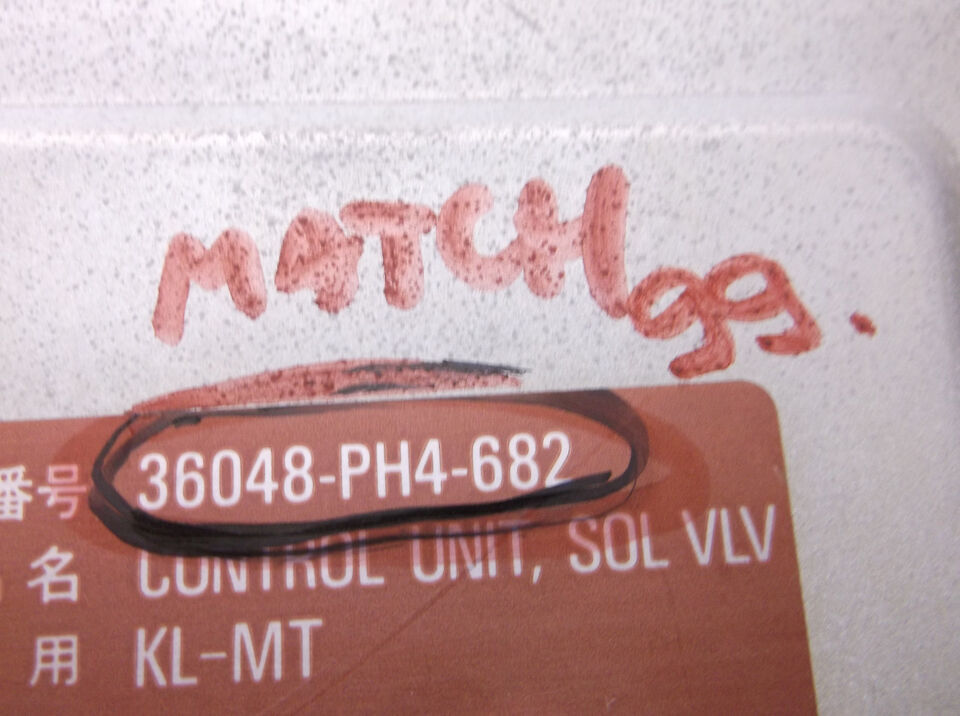 MATCH 99.
番号 36048-PH4-682
名 CONTROL UNIT, SOL VLV
用 KL-MT